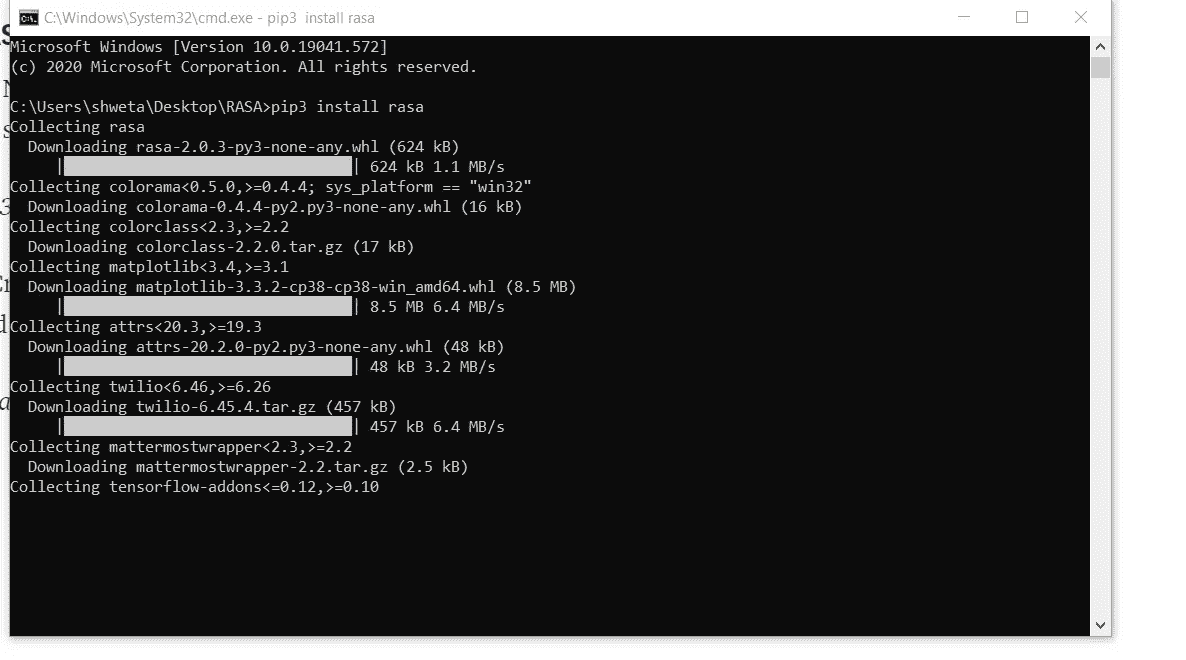 C:\Windows\System32\cmd.exe - pip3 install rasa
Microsoft Windows [Version 10.0.19041.572]
(c) 2020 Microsoft Corporation. All rights reserved.
C:\Users\shweta\Desktop\RASA>pip3 install rasa
Collecting rasa
Downloading rasa-2.0.3-py3-none-any.whl (624 kB)
| | 624 kB 1.1 MB/s
Collecting colorama<0.5.0,>=0.4.4; sys_platform == "win32"
Downloading colorama-0.4.4-py2.py3-none-any.whl (16 kB)
Collecting colorclass<2.3,>=2.2
Downloading colorclass-2.2.0.tar.gz (17 kB)
Collecting matplotlib<3.4,>=3.1
Downloading matplotlib-3.3.2-cp38-cp38-win_amd64.whl (8.5 MB)
| | 8.5 MB 6.4 MB/s
Collecting attrs<20.3,>=19.3
Downloading attrs-20.2.0-py2.py3-none-any.whl (48 kB)
| | 48 kB 3.2 MB/s
Collecting twilio<6.46,>=6.26
Downloading twilio-6.45.4.tar.gz (457 kB)
| | 457 kB 6.4 MB/s
Collecting mattermostwrapper<2.3,>=2.2
Downloading mattermostwrapper-2.2.tar.gz (2.5 kB)
Collecting tensorflow-addons<=0.12,>=0.10